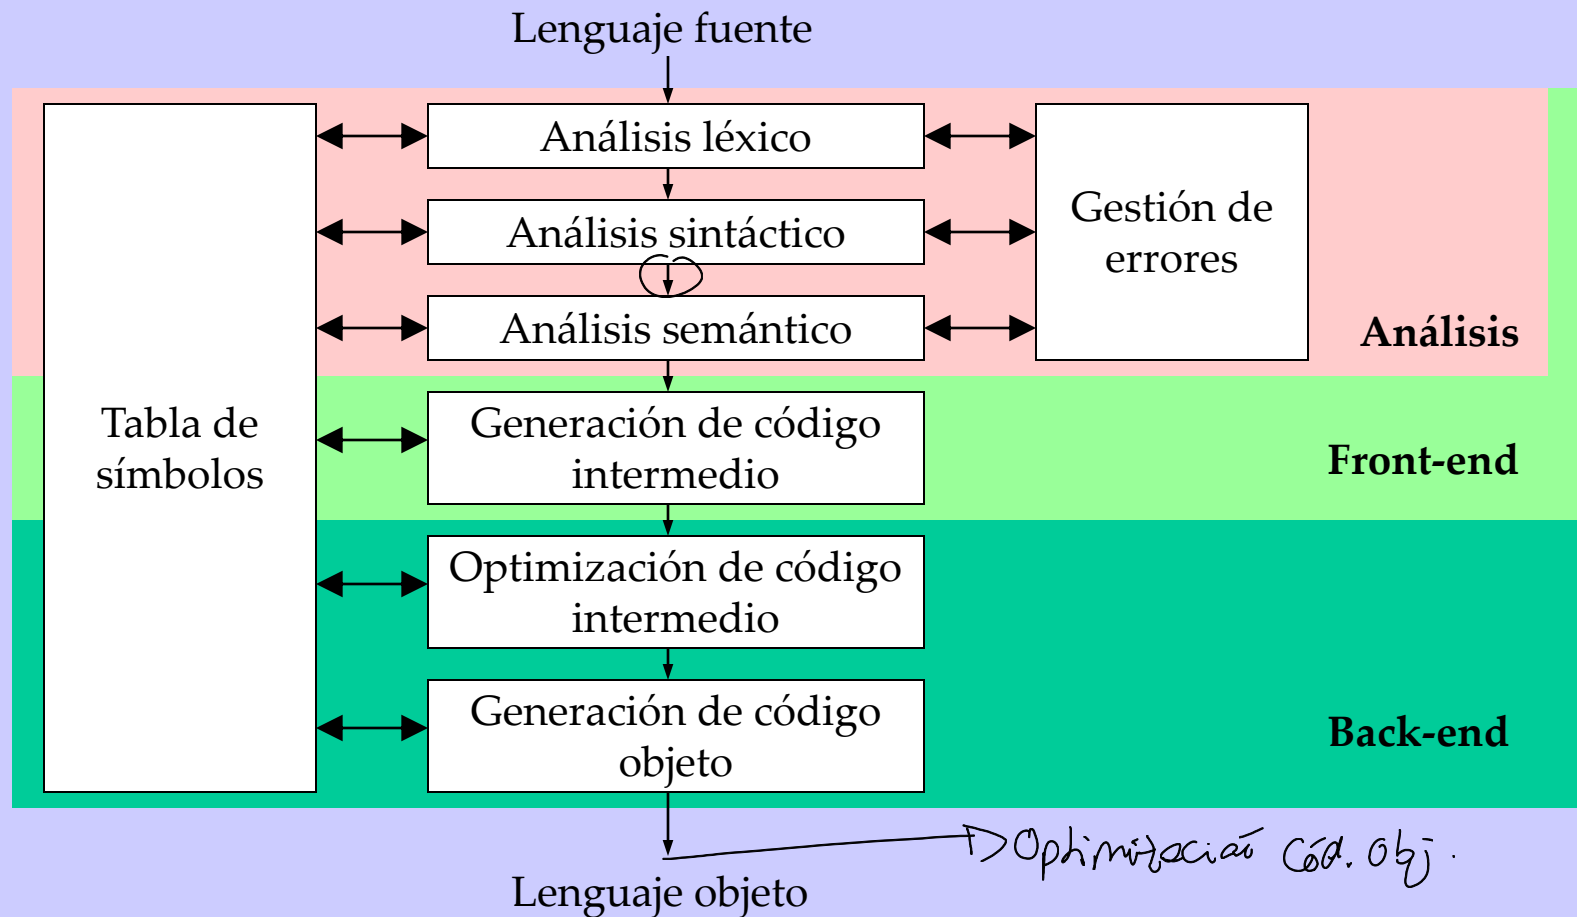 Lenguaje fuente
Análisis léxico
Análisis sintáctico
Análisis semántico
Gestión de
errores
Análisis
Tabla de
símbolos
Generación de código
intermedio
Front-end
Optimización de código
intermedio
Generación de código
objeto
Back-end
Optimización Cód. Obj.
Lenguaje objeto